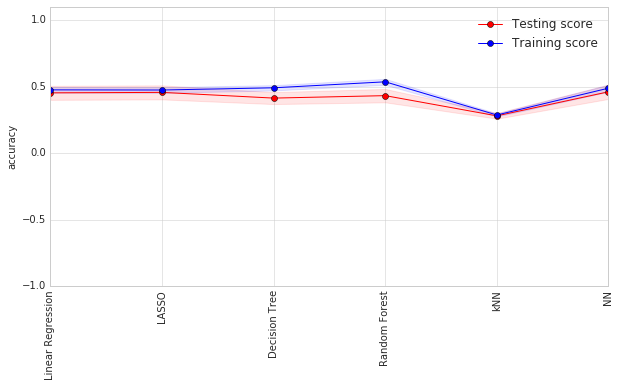 1.0
0.5
0.0
−0.5
−1.0
accuracy
Testing score
Training score
Linear Regression
LASSO
Decision Tree
Random Forest
kNN
NN